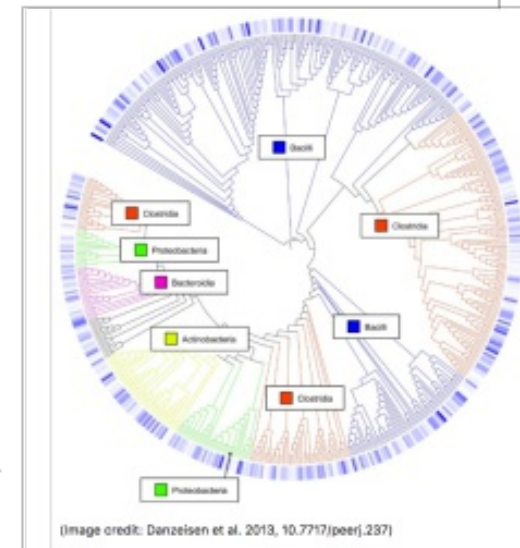 Bacilli
Clostridia
Clostridia
Proteobacteria
Bacteroidia
Bacilli
Actinobacteria
Clostridia
Proteobacteria
(Image credit: Danzeisen et al. 2013, 10.7717/peerj.237)